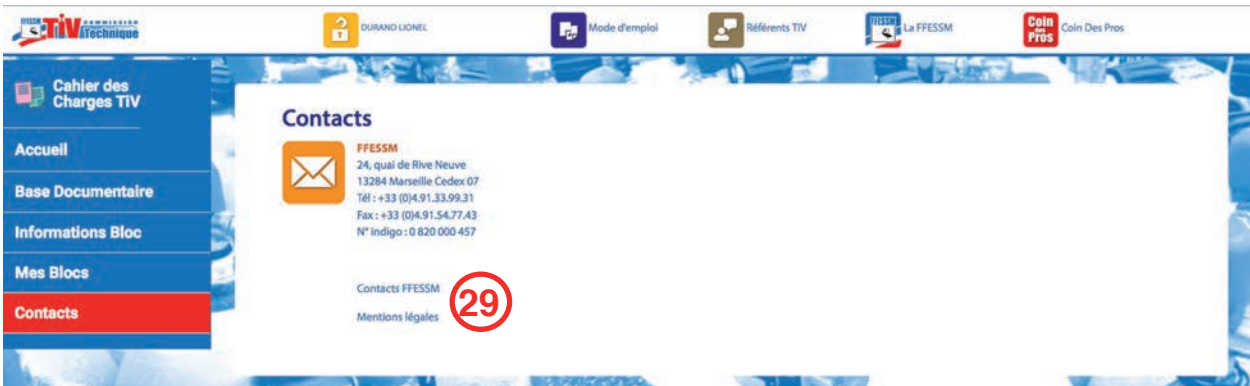 FFESSM
TiV COMMISSION
Technique
DURAND LIONEL
Mode d'emploi
Référents TIV
FFESSM
La FFESSM
Coin
des
Pros
Coin Des Pros
Cahier des
Charges TiV
Accueil
Base Documentaire
Informations Bloc
Mes Blocs
Contacts
Contacts
FFESSM
24, quai de Rive Neuve
13284 Marseille Cedex 07
Tél : +33 (0)4.91.33.99.31
Fax : +33 (0)4.91.54.77.43
N° indigo : 0 820 000 457
Contacts FFESSM
29
Mentions légales